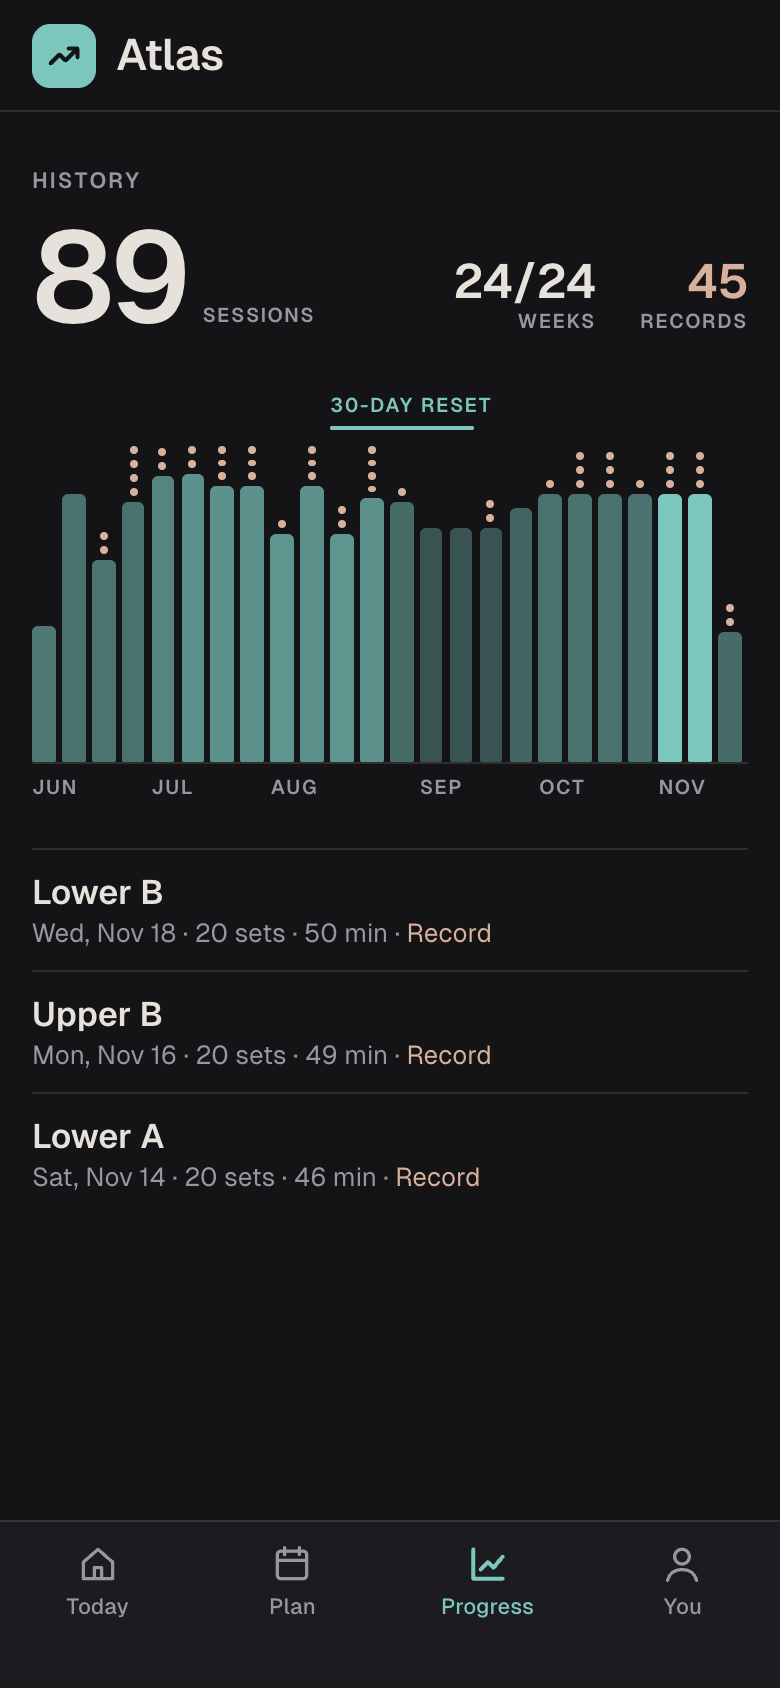 Atlas
HISTORY
89 SESSIONS
24/24 WEEKS
45 RECORDS
30-DAY RESET
JUN JUL AUG SEP OCT NOV
Lower B
Wed, Nov 18 · 20 sets · 50 min · Record
Upper B
Mon, Nov 16 · 20 sets · 49 min · Record
Lower A
Sat, Nov 14 · 20 sets · 46 min · Record
Today Plan Progress You